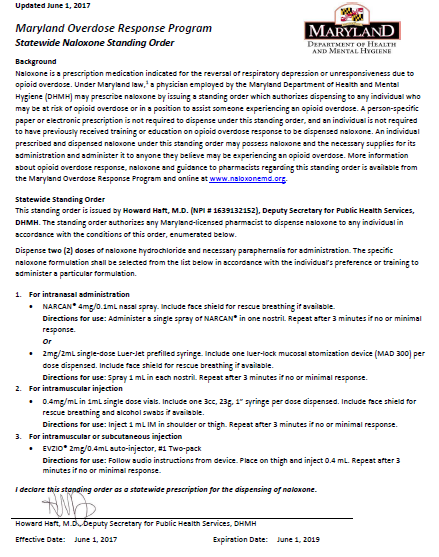 Updated June 1, 2017
Maryland Overdose Response Program
Statewide Naloxone Standing Order
MARYLAND
DEPARTMENT OF HEALTH
AND MENTAL HYGIENE
Background
Naloxone is a prescription medication indicated for the reversal of respiratory depression or unresponsiveness due to
opioid overdose. Under Maryland law,¹ a physician employed by the Maryland Department of Health and Mental
Hygiene (DHMH) may prescribe naloxone by issuing a standing order which authorizes dispensing to any individual who
may be at risk of opioid overdose or in a position to assist someone experiencing an opioid overdose. A person-specific
paper or electronic prescription is not required to dispense under this standing order, and an individual is not required
to have previously received training or education on overdose response to be dispensed naloxone. An individual
prescribed and dispensed naloxone under this standing order may possess naloxone and the necessary supplies for its
administration and administer it to anyone they believe may be experiencing an opioid overdose. More information
about opioid overdose response, naloxone and guidance to pharmacists regarding this standing order is available from
the Maryland Overdose Response Program and online at www.naloxonemd.org.
Statewide Standing Order
This standing order is issued by Howard Haft, M.D. (NPI # 1639132152), Deputy Secretary for Public Health Services,
DHMH. The standing order authorizes any Maryland-licensed pharmacist to dispense naloxone to any individual in
accordance with the conditions of this order, enumerated below.
Dispense two (2) doses of naloxone hydrochloride and necessary paraphernalia for administration. The specific
naloxone formulation shall be selected from the list below in accordance with the individual's preference or training to
administer a particular formulation.
1. For intranasal administration
• NARCAN® 4mg/0.1mL nasal spray. Include face shield for rescue breathing if available.
Directions for use: Administer a single spray of NARCAN® in one nostril. Repeat after 3 minutes if no or minimal
response.
Or
• 2mg/2mL single-dose Luer-Jet prefilled syringe. Include one luer-lock mucosal atomization device (MAD 300) per
dose dispensed. Include face shield for rescue breathing if available.
Directions for use: Spray 1 mL in each nostril. Repeat after 3 minutes if no or minimal response.
2. For intramuscular injection
• 0.4mg/mL in 1mL single dose vials. Include one 3cc, 23g, 1" syringe per dose dispensed. Include face shield for
rescue breathing and alcohol swabs if available.
Directions for use: Inject 1 mL IM in shoulder or thigh. Repeat after 3 minutes if no or minimal response.
3. For intramuscular or subcutaneous injection
• EVZIO® 2mg/0.4mL auto-injector, #1 Two-pack
Directions for use: Follow audio instructions from device. Place on thigh and inject 0.4 mL. Repeat after 3
minutes if no or minimal response.
I declare this standing order as a statewide prescription for the dispensing of naloxone.
Howard Haft, M.D., Deputy Secretary for Public Health Services, DHMH
Effective Date: June 1, 2017 Expiration Date: June 1, 2019